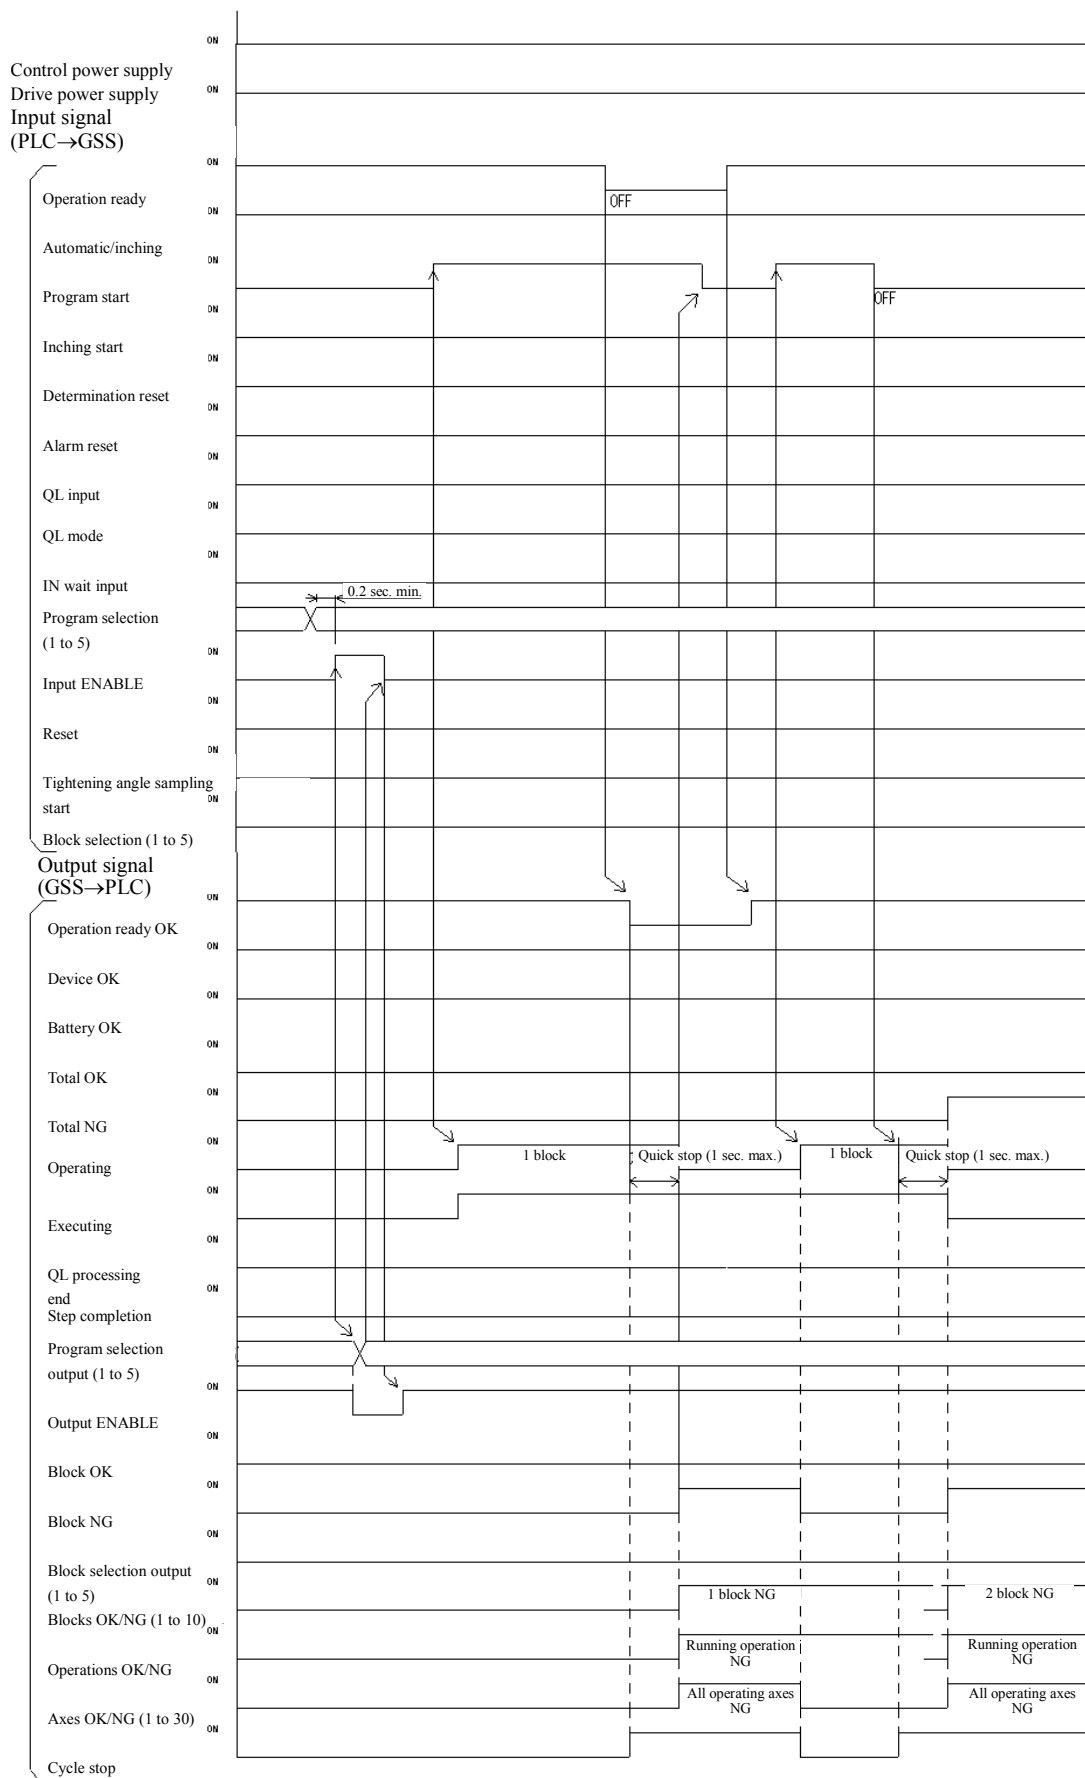 ON
Control power supply
ON
Drive power supply
Input signal
(PLC→GSS)
ON
Operation ready
OFF
ON
Automatic/inching
ON
Program start
OFF
ON
Inching start
ON
Determination reset
ON
Alarm reset
ON
QL input
ON
QL mode
ON
IN wait input
0.2 sec. min.
Program selection
(1 to 5)
ON
Input ENABLE
ON
Reset
ON
Tightening angle sampling
start
ON
Block selection (1 to 5)
Output signal
(GSS→PLC)
ON
Operation ready OK
ON
Device OK
ON
Battery OK
ON
Total OK
ON
Total NG
ON
Operating
1 block
Quick stop (1 sec. max.)
1 block
Quick stop (1 sec. max.)
ON
Executing
ON
QL processing
end
ON
Step completion
Program selection
output (1 to 5)
ON
Output ENABLE
ON
Block OK
ON
Block NG
ON
Block selection output
(1 to 5)
ON
1 block NG
2 block NG
Blocks OK/NG (1 to 10)
ON
Running operation
NG
Running operation
NG
Operations OK/NG
ON
All operating axes
NG
All operating axes
NG
Axes OK/NG (1 to 30)
ON
Cycle stop